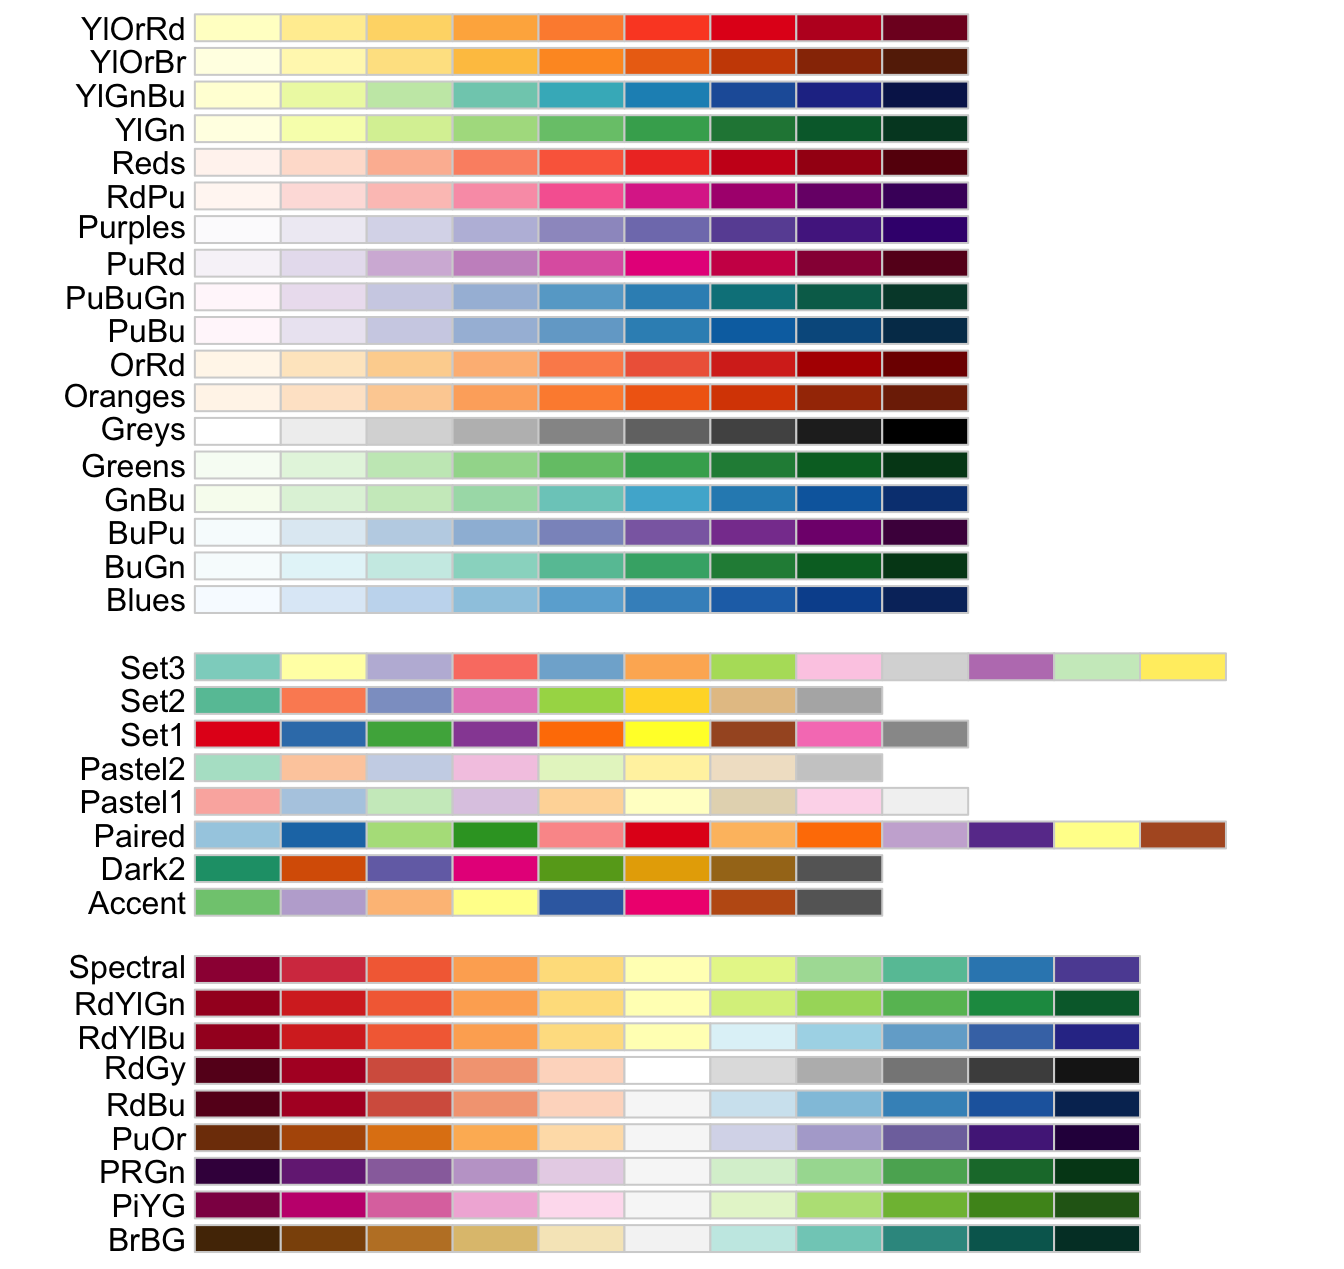 YlOrRd
YlOrBr
YlGnBu
YlGn
Reds
RdPu
Purples
PuRd
PuBuGn
PuBu
OrRd
Oranges
Greys
Greens
GnBu
BuPu
BuGn
Blues
Set3
Set2
Set1
Pastel2
Pastel1
Paired
Dark2
Accent
Spectral
RdYlGn
RdYlBu
RdGy
RdBu
PuOr
PRGn
PiYG
BrBG